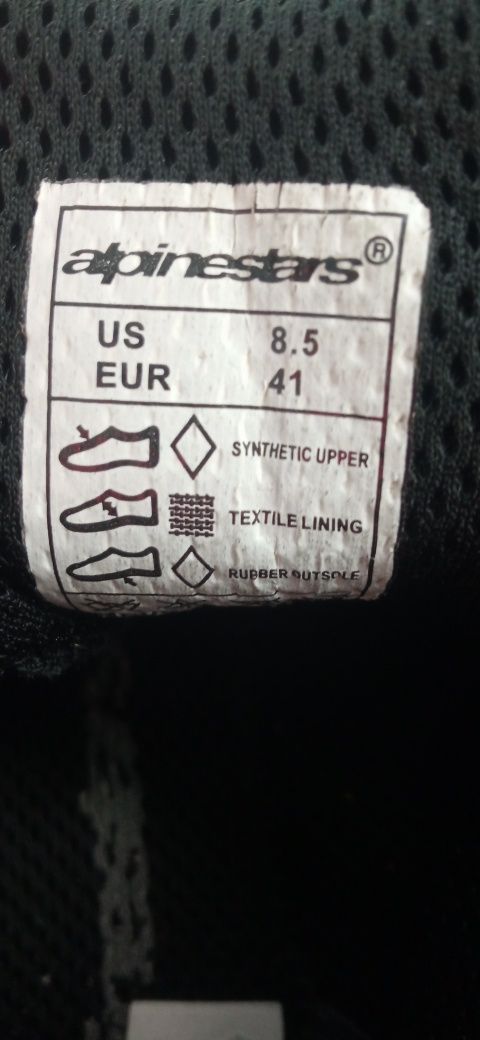 alpinestars®
US 8.5
EUR 41
SYNTHETIC UPPER
TEXTILE LINING
RUBBER OUTSOLE